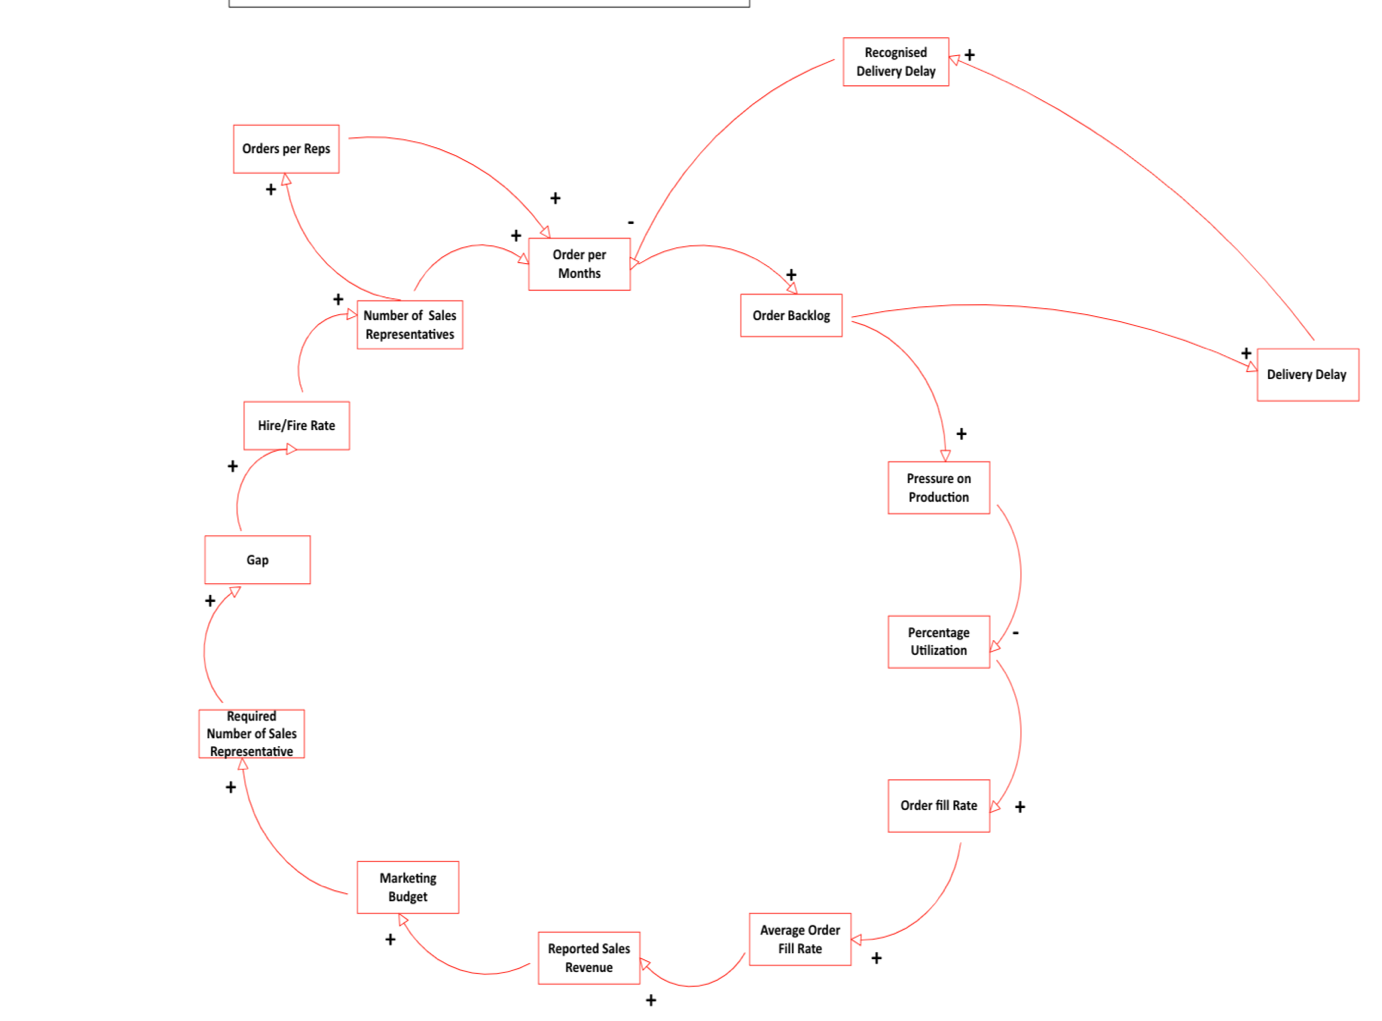 Recognised
Delivery Delay
+
Orders per Reps
+
+
-
+
Order per
Months
+
Order Backlog
+
Number of Sales
Representatives
+
Delivery Delay
Hire/Fire Rate
+
+
Pressure on
Production
Gap
+
Percentage
Utilization
-
Required
Number of Sales
Representative
+
Order fill Rate
+
Marketing
Budget
+
Average Order
Fill Rate
+
Reported Sales
Revenue
+